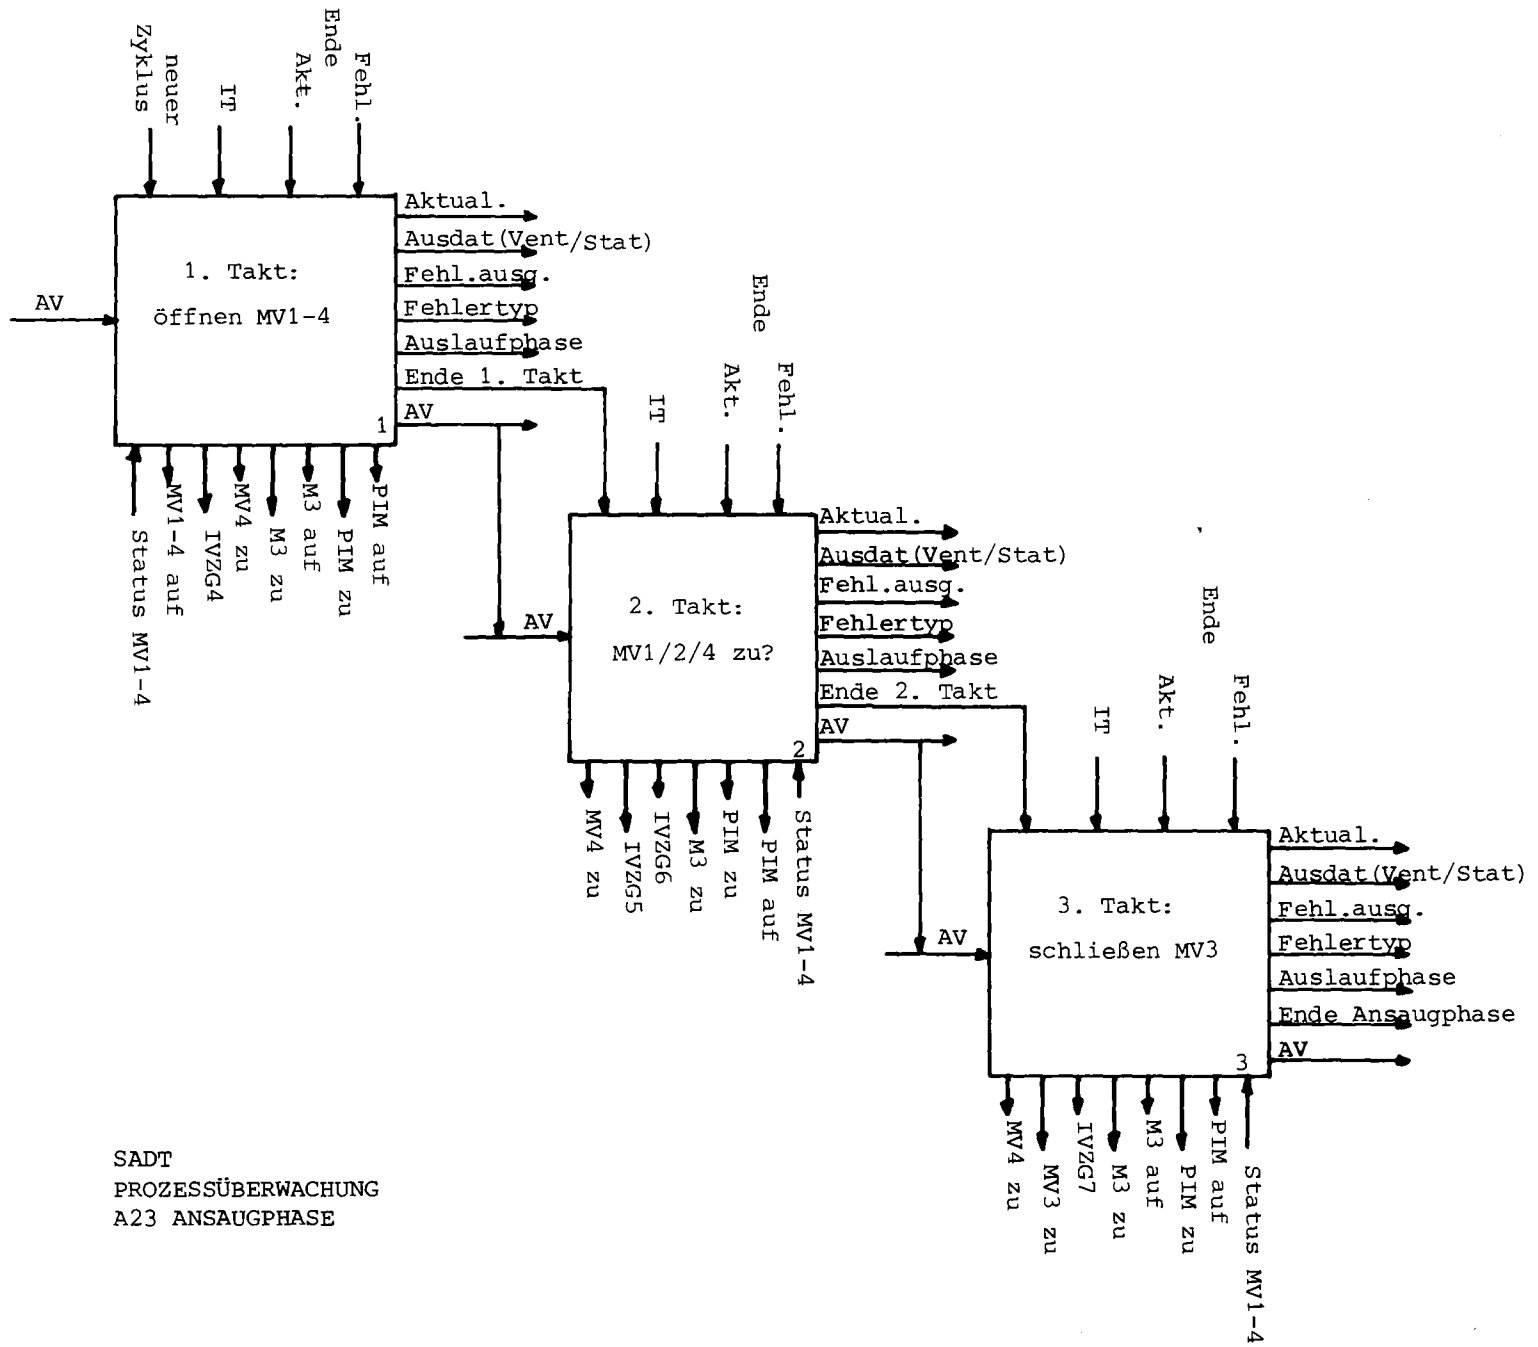 neuer
Zyklus
IT
Ende
Akt.
Fehl.
AV
1. Takt:
öffnen MV1-4
1
Aktual.
Ausdat(Vent/Stat)
Fehl.ausg.
Fehlertyp
Auslaufphase
Ende 1. Takt
AV
Status MV1-4
MV1-4 auf
IVZG4
MV4 zu
M3 zu
M3 auf
PIM zu
PIM auf
IT
Ende
Akt.
Fehl.
AV
2. Takt:
MV1/2/4 zu?
2
Aktual.
Ausdat(Vent/Stat)
Fehl.ausg.
Fehlertyp
Auslaufphase
Ende 2. Takt
AV
MV4 zu
IVZG5
IVZG6
M3 zu
PIM zu
PIM auf
Status MV1-4
IT
Ende
Akt.
Fehl.
AV
3. Takt:
schließen MV3
3
Aktual.
Ausdat(Vent/Stat)
Fehl.ausg.
Fehlertyp
Auslaufphase
Ende Ansaugphase
AV
MV4 zu
MV3 zu
IVZG7
M3 zu
M3 auf
PIM zu
PIM auf
Status MV1-4
SADT
PROZESSÜBERWACHUNG
A23 ANSAUGPHASE